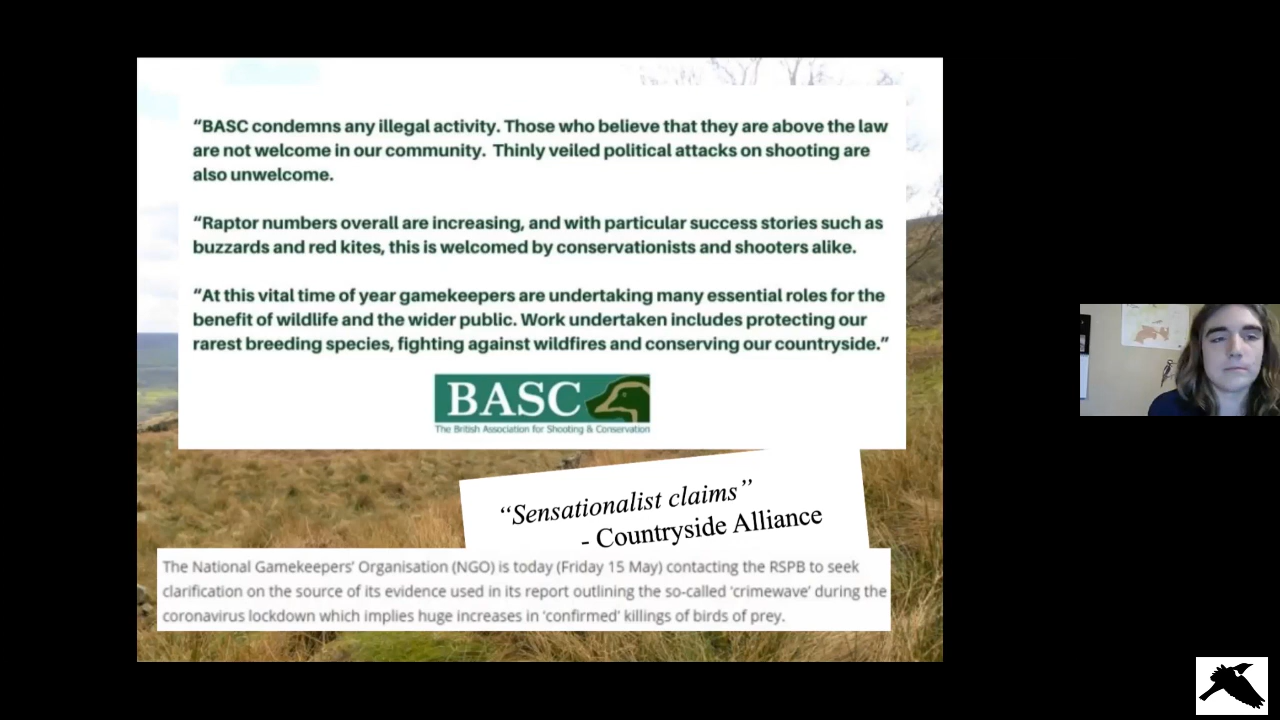 “BASC condemns any illegal activity. Those who believe that they are above the law
are not welcome in our community. Thinly veiled political attacks on shooting are
also unwelcome.
“Raptor numbers overall are increasing, and with particular success stories such as
buzzards and red kites, this is welcomed by conservationists and shooters alike.
“At this vital time of year gamekeepers are undertaking many essential roles for the
benefit of wildlife and the wider public. Work undertaken includes protecting our
rarest breeding species, fighting against wildfires and conserving our countryside.”
BASC
The British Association for Shooting & Conservation
“Sensationalist claims”
- Countryside Alliance
The National Gamekeepers’ Organisation (NGO) is today (Friday 15 May) contacting the RSPB to seek
clarification on the source of its evidence used in its report outlining the so-called ‘crimewave’ during the
coronavirus lockdown which implies huge increases in ‘confirmed’ killings of birds of prey.